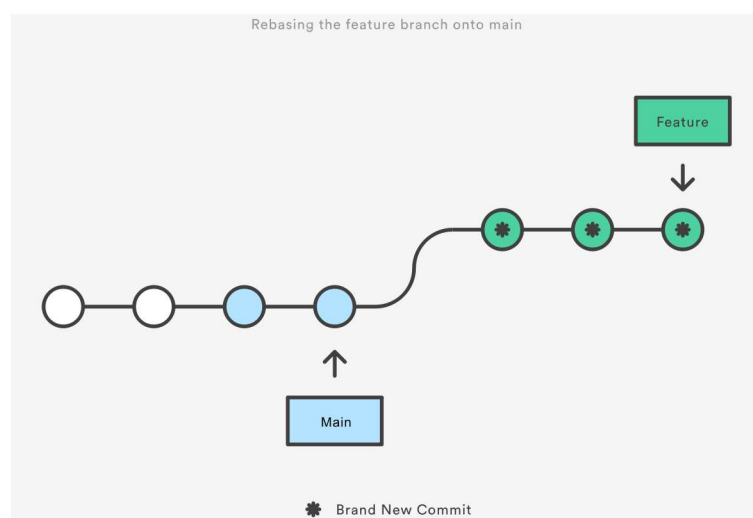 Rebasing the feature branch onto main
Feature
Main
Brand New Commit